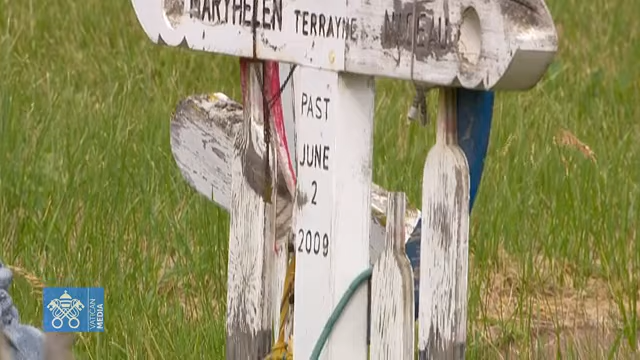 MARTHELEN TERRAYNE
PAST
JUNE
2
2009
VATICAN
MEDIA